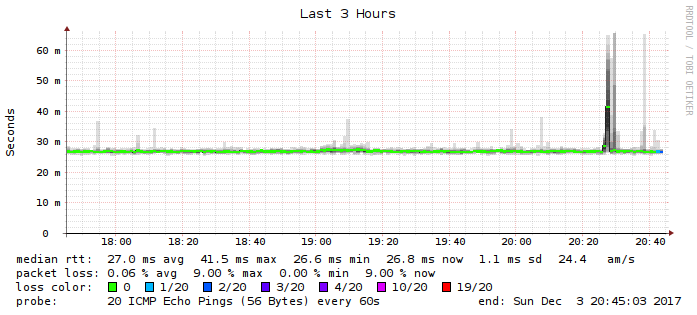 Last 3 Hours
RRDTOOL / TOBI OETIKER
Seconds
60 m
50 m
40 m
30 m
20 m
10 m
0
18:00 18:20 18:40 19:00 19:20 19:40 20:00 20:20 20:40
median rtt: 27.0 ms avg 41.5 ms max 26.6 ms min 26.8 ms now 1.1 ms sd 24.4 am/s
packet loss: 0.06 % avg 9.00 % max 0.00 % min 9.00 % now
loss color: 0 1/20 2/20 3/20 4/20 10/20 19/20
probe: 20 ICMP Echo Pings (56 Bytes) every 60s end: Sun Dec 3 20:45:03 2017